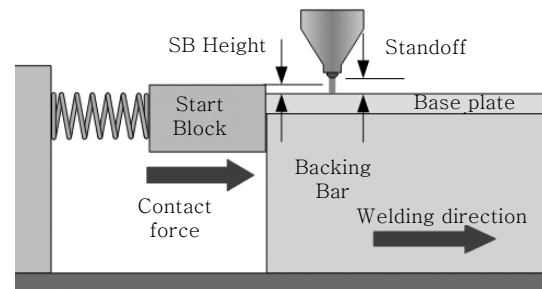 SB Height
Standoff
Start
Block
Base plate
Backing
Bar
Contact
force
Welding direction